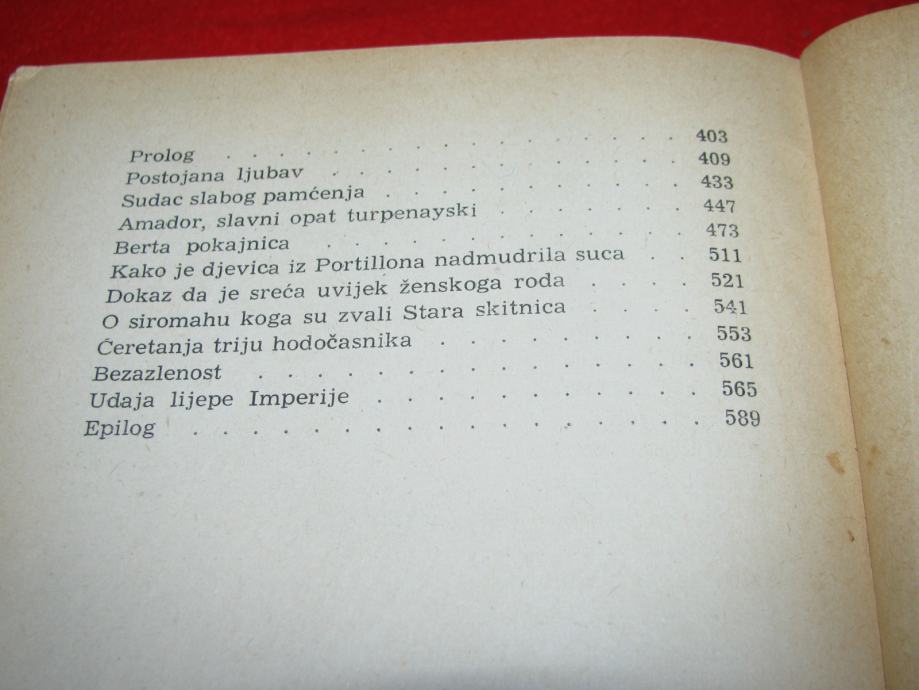 Prolog . . . . . . . . . . . . . . . . . 403
Postojana ljubav . . . . . . . . . . . . . 409
Sudac slabog pamćenja . . . . . . . . . . . 433
Amador, slavni opat turpenayski . . . . . . . 447
Berta pokajnica . . . . . . . . . . . . . 473
Kako je djevica iz Portillona nadmudrila suca . . 511
Dokaz da je sreća uvijek ženskoga roda . . . . 521
O siromahu koga su zvali Stara skitnica . . . . 541
Ćeretanja triju hodočasnika . . . . . . . . . 553
Bezazlenost . . . . . . . . . . . . . . . 561
Udaja lijepe Imperije . . . . . . . . . . . 565
Epilog . . . . . . . . . . . . . . . . . 589